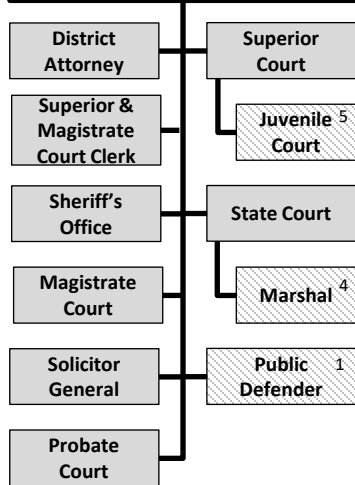 District
Attorney
Superior
Court
Superior &
Magistrate
Court Clerk
Juvenile 5
Court
Sheriff's
Office
State Court
Magistrate
Court
Marshal 4
Solicitor
General
Public 1
Defender
Probate
Court